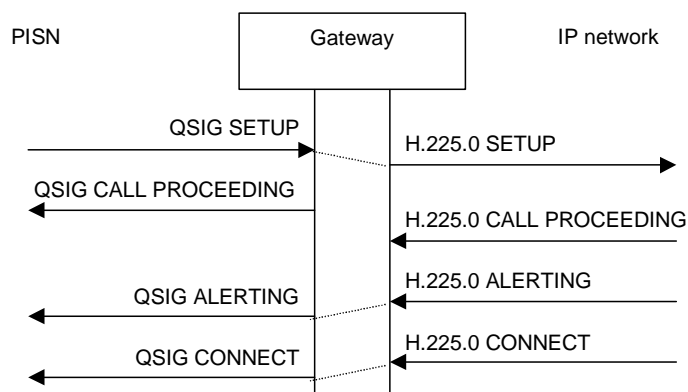 PISN
Gateway
IP network
QSIG SETUP
H.225.0 SETUP
QSIG CALL PROCEEDING
H.225.0 CALL PROCEEDING
QSIG ALERTING
H.225.0 ALERTING
QSIG CONNECT
H.225.0 CONNECT